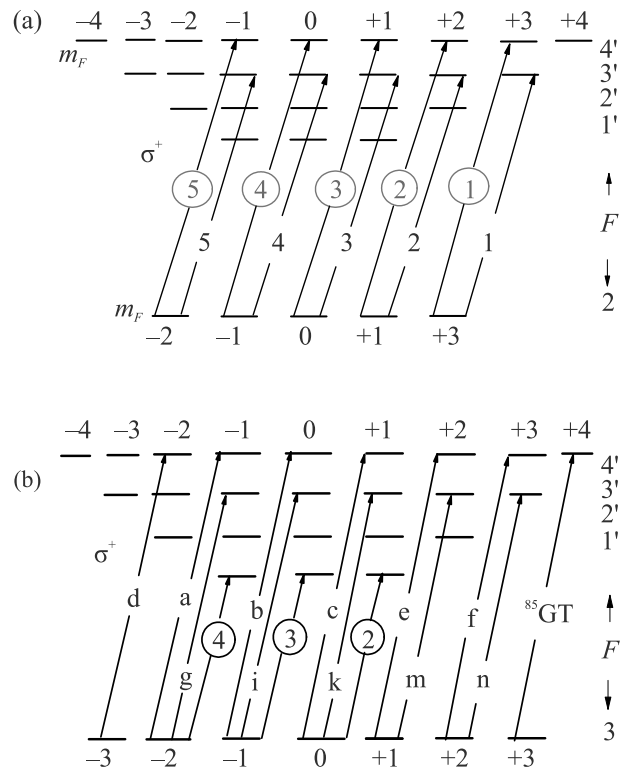 (a)
–4 –3 –2 –1 0 +1 +2 +3 +4
m_F
4'
3'
2'
1'
σ⁺
5 4 3 2 1
5 4 3 2 1
F
m_F
2
–2 –1 0 +1 +3
–4 –3 –2 –1 0 +1 +2 +3 +4
(b)
4'
3'
2'
1'
σ⁺
d a b c e f ⁸⁵GT
4 3 2
F
g i k m n
3
–3 –2 –1 0 +1 +2 +3